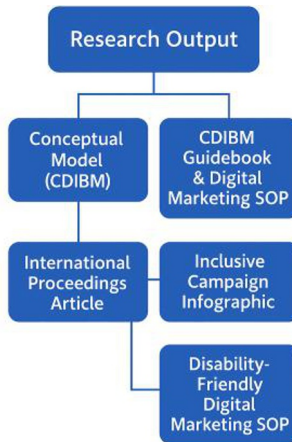 Research Output
Conceptual
Model
(CDIBM)
CDIBM
Guidebook
& Digital
Marketing SOP
International
Proceedings
Article
Inclusive
Campaign
Infographic
Disability-
Friendly
Digital
Marketing SOP